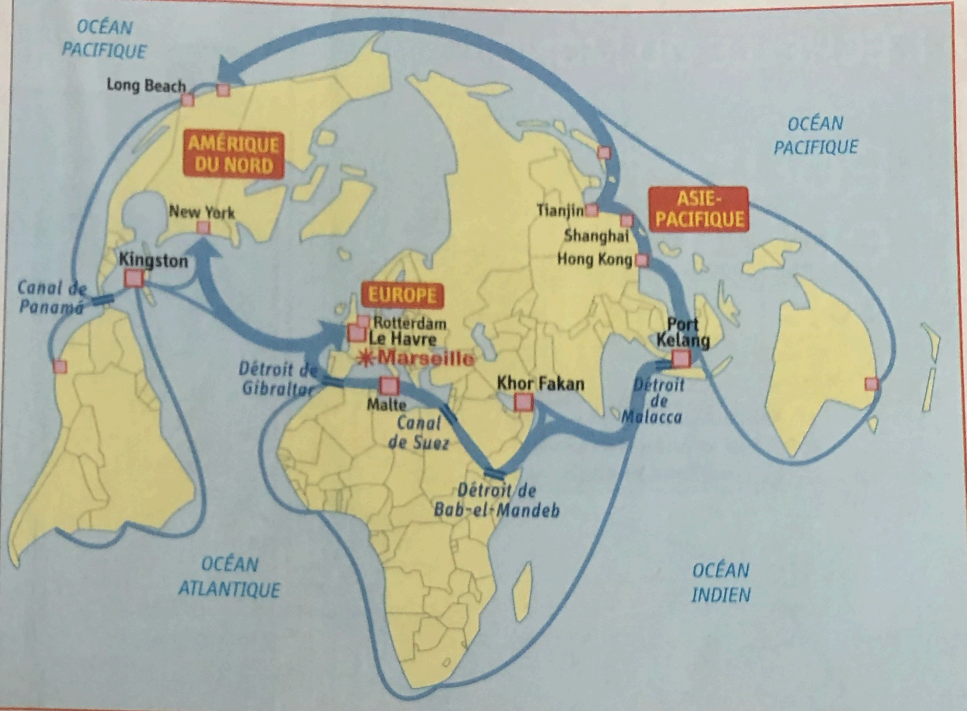 OCÉAN
PACIFIQUE
Long Beach
AMÉRIQUE
DU NORD
New York
Kingston
Canal de
Panamá
EUROPE
Rotterdam
Le Havre
Marseille
Détroit de
Gibraltar
Malte
Canal
de Suez
Khor Fakan
Détroit de
Bab-el-Mandeb
OCÉAN
ATLANTIQUE
OCÉAN
PACIFIQUE
ASIE-
PACIFIQUE
Tianjin
Shanghai
Hong Kong
Port
Kelang
Détroit
de
Malacca
OCÉAN
INDIEN